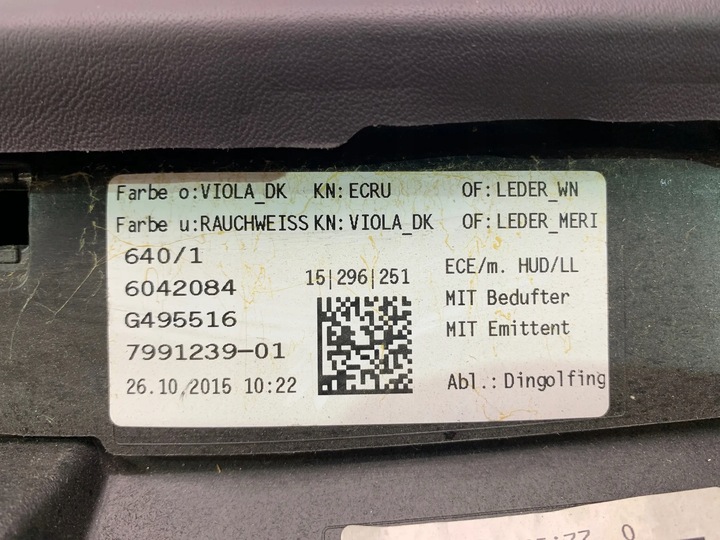 Farbe o:VIOLA_DK KN:ECRU OF:LEDER_WN
Farbe u:RAUCHWEISS KN:VIOLA_DK OF:LEDER_MERI
640/1
6042084
G495516
7991239-01
26.10/2015 10:22
15|296|251
ECE/m. HUD/LL
MIT Bedufter
MIT Emittent
Abl.: Dingolfing